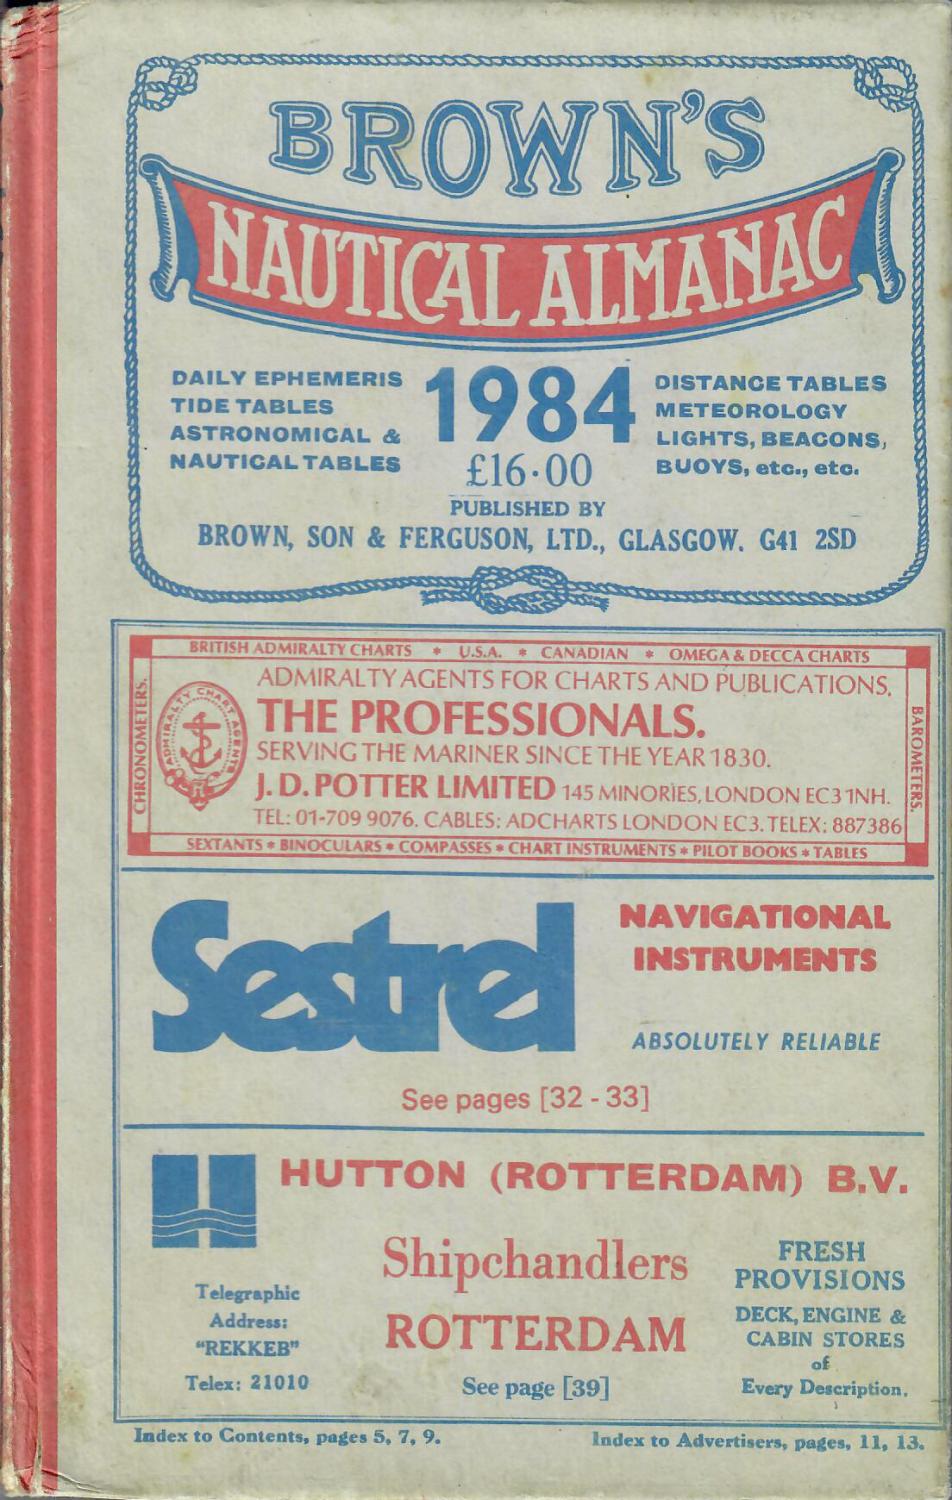 BROWN'S
NAUTICAL ALMANAC
DAILY EPHEMERIS
TIDE TABLES
ASTRONOMICAL &
NAUTICAL TABLES
1984
£16·00
DISTANCE TABLES
METEOROLOGY
LIGHTS, BEACONS,
BUOYS, etc., etc.
PUBLISHED BY
BROWN, SON & FERGUSON, LTD., GLASGOW. G41 2SD
BRITISH ADMIRALTY CHARTS * U.S.A. * CANADIAN * OMEGA & DECCA CHARTS
CHRONOMETERS.
ADMIRALTY CHART AGENTS
ADMIRALTY AGENTS FOR CHARTS AND PUBLICATIONS.
THE PROFESSIONALS.
SERVING THE MARINER SINCE THE YEAR 1830.
J. D. POTTER LIMITED 145 MINORIES, LONDON EC3 1NH.
TEL: 01-709 9076. CABLES: ADCHARTS LONDON EC3. TELEX: 887386
BAROMETERS.
SEXTANTS * BINOCULARS * COMPASSES * CHART INSTRUMENTS * PILOT BOOKS * TABLES
Sestrel
NAVIGATIONAL
INSTRUMENTS
ABSOLUTELY RELIABLE
See pages [32 - 33]
HUTTON (ROTTERDAM) B.V.
Telegraphic
Address:
"REKKEB"
Telex: 21010
Shipchandlers
ROTTERDAM
See page [39]
FRESH
PROVISIONS
DECK, ENGINE &
CABIN STORES
of
Every Description.
Index to Contents, pages 5, 7, 9.
Index to Advertisers, pages, 11, 13.